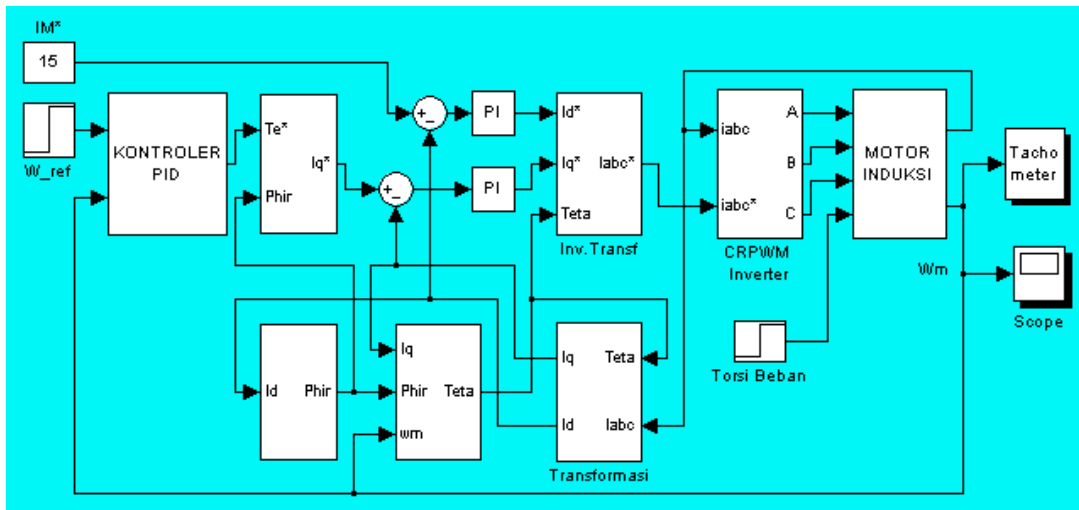 IM*
15
W_ref
KONTROLER
PID
Te*
Phir
Iq*
+
_
+
_
PI
PI
Id*
Iq*
Teta
Iabc*
Inv.Transf
iabc
iabc*
A
B
C
CRPWM
Inverter
MOTOR
INDUKSI
Tacho
meter
Wm
Scope
Torsi Beban
Id
Phir
Iq
Phir
wm
Teta
Iq
Id
Teta
Iabc
Transformasi